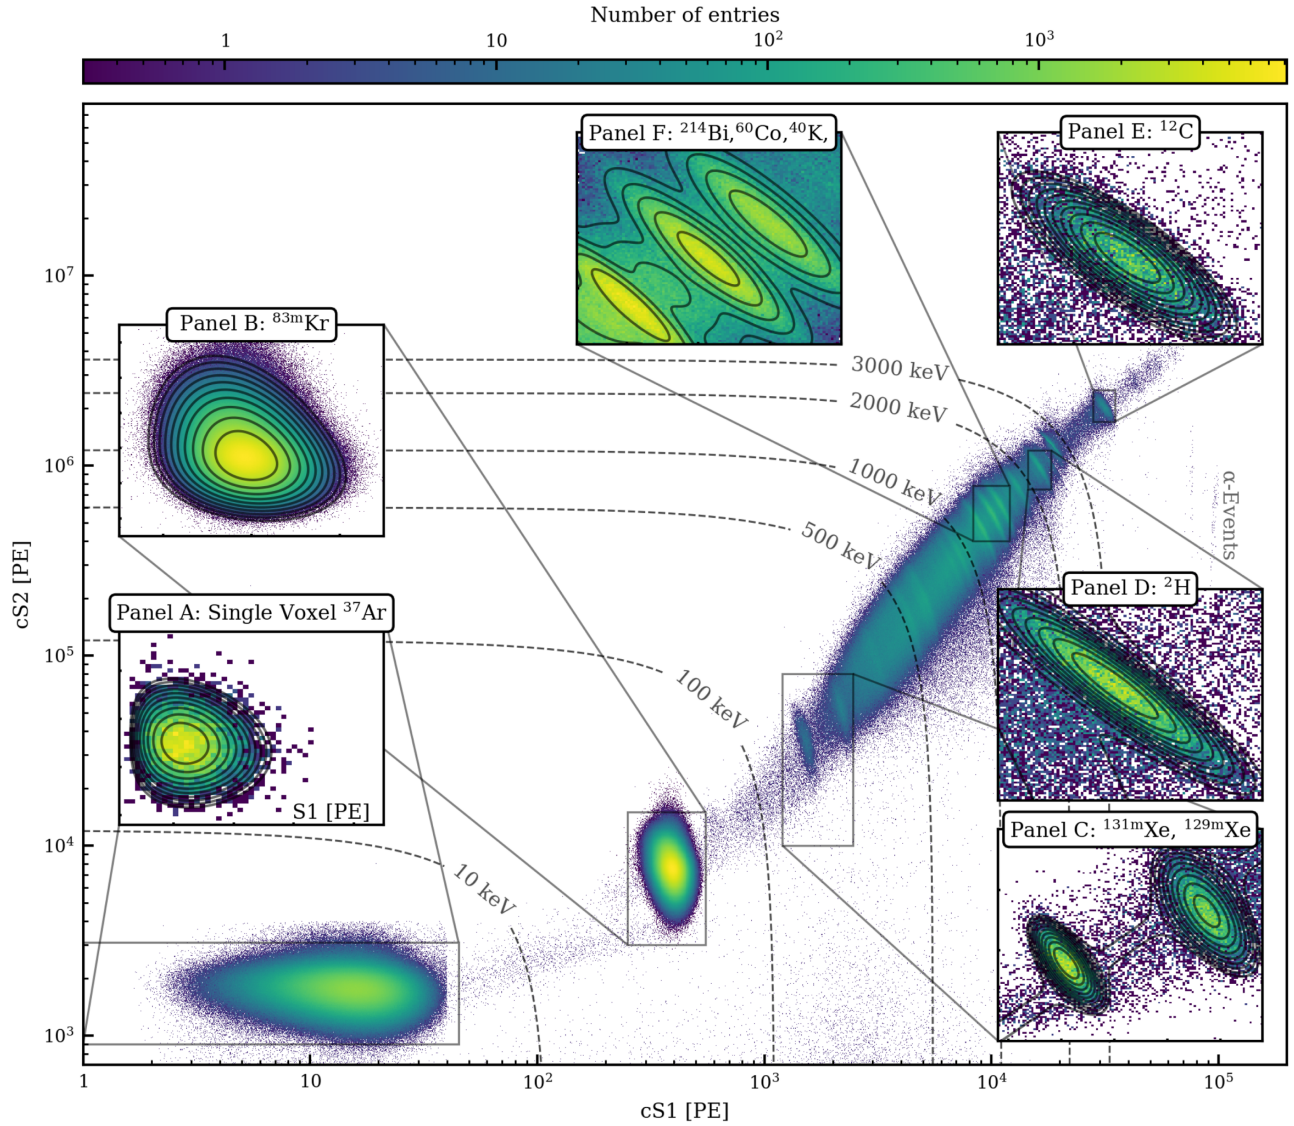 Number of entries
1 10 10² 10³
Panel F: ²¹⁴Bi,⁶⁰Co,⁴⁰K,
Panel E: ¹²C
Panel B: ⁸³ᵐKr
3000 keV
2000 keV
1000 keV
500 keV
α-Events
Panel D: ²H
Panel A: Single Voxel ³⁷Ar
S1 [PE]
100 keV
10 keV
Panel C: ¹³¹ᵐXe, ¹²⁹ᵐXe
cS2 [PE]
10⁷
10⁶
10⁵
10⁴
10³
1 10 10² 10³ 10⁴ 10⁵
cS1 [PE]